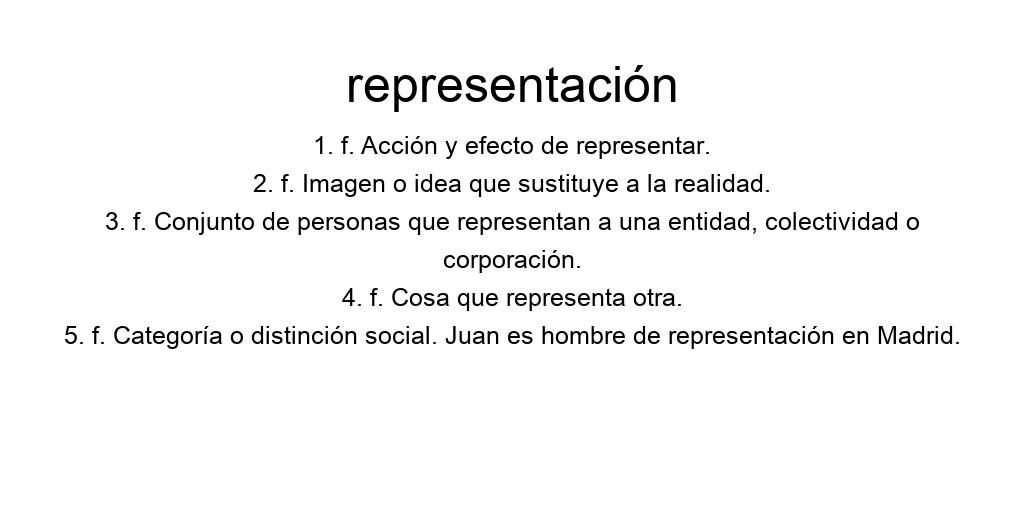 representación
1. f. Acción y efecto de representar.
2. f. Imagen o idea que sustituye a la realidad.
3. f. Conjunto de personas que representan a una entidad, colectividad o
corporación.
4. f. Cosa que representa otra.
5. f. Categoría o distinción social. Juan es hombre de representación en Madrid.